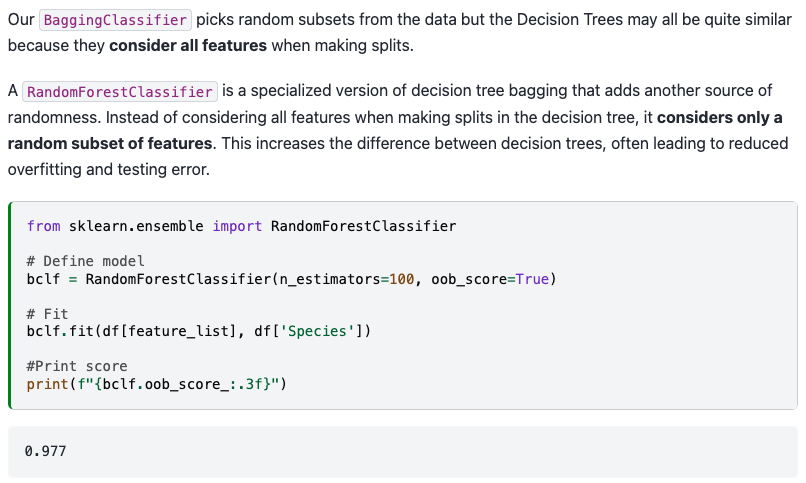 Our BaggingClassifier picks random subsets from the data but the Decision Trees may all be quite similar
because they consider all features when making splits.
A RandomForestClassifier is a specialized version of decision tree bagging that adds another source of
randomness. Instead of considering all features when making splits in the decision tree, it considers only a
random subset of features. This increases the difference between decision trees, often leading to reduced
overfitting and testing error.
from sklearn.ensemble import RandomForestClassifier
# Define model
bclf = RandomForestClassifier(n_estimators=100, oob_score=True)
# Fit
bclf.fit(df[feature_list], df['Species'])
#Print score
print(f"{bclf.oob_score_:.3f}")
0.977